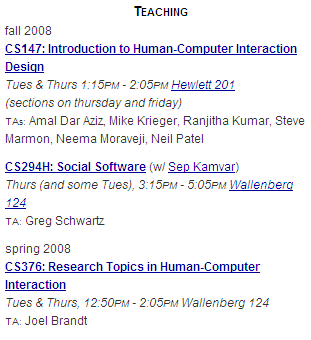 TEACHING
fall 2008
CS147: Introduction to Human-Computer Interaction
Design
Tues & Thurs 1:15PM - 2:05PM Hewlett 201
(sections on thursday and friday)
TAs: Amal Dar Aziz, Mike Krieger, Ranjitha Kumar, Steve
Marmon, Neema Moraveji, Neil Patel
CS294H: Social Software (w/ Sep Kamvar)
Thurs (and some Tues), 3:15PM - 5:05PM Wallenberg
124
TA: Greg Schwartz
spring 2008
CS376: Research Topics in Human-Computer
Interaction
Tues & Thurs, 12:50PM - 2:05PM Wallenberg 124
TA: Joel Brandt